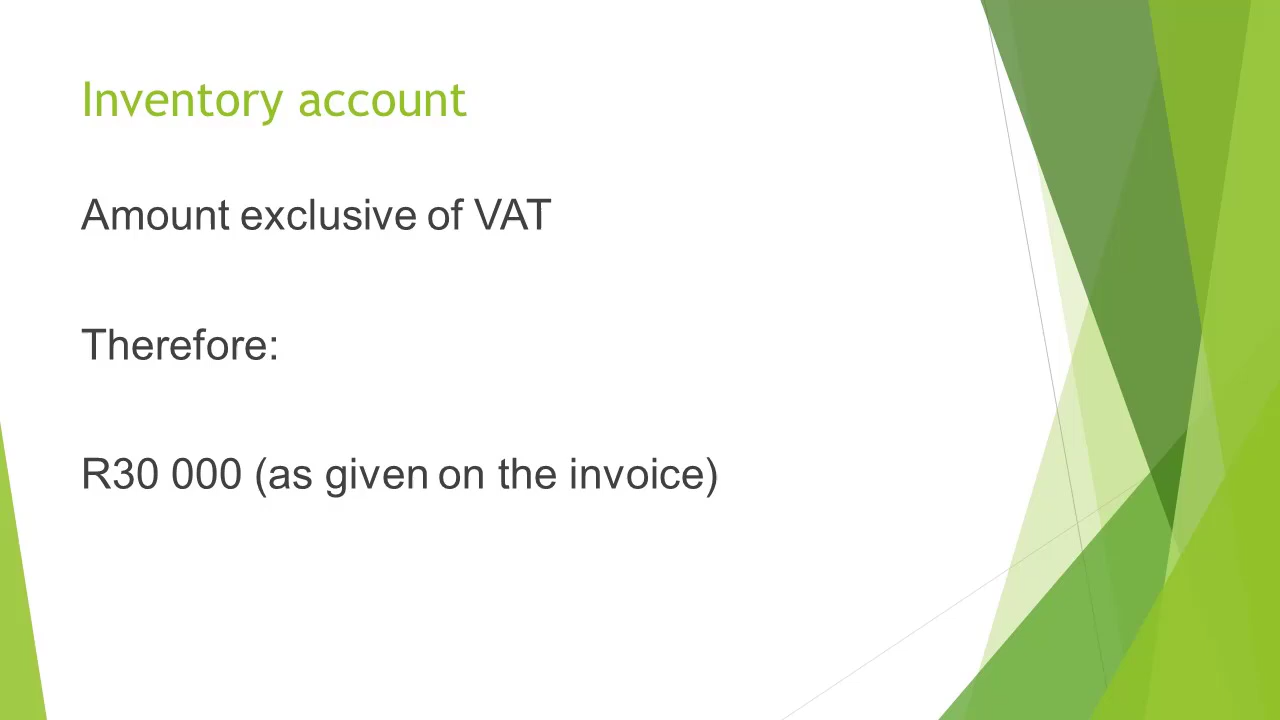 Inventory account
Amount exclusive of VAT
Therefore:
R30 000 (as given on the invoice)